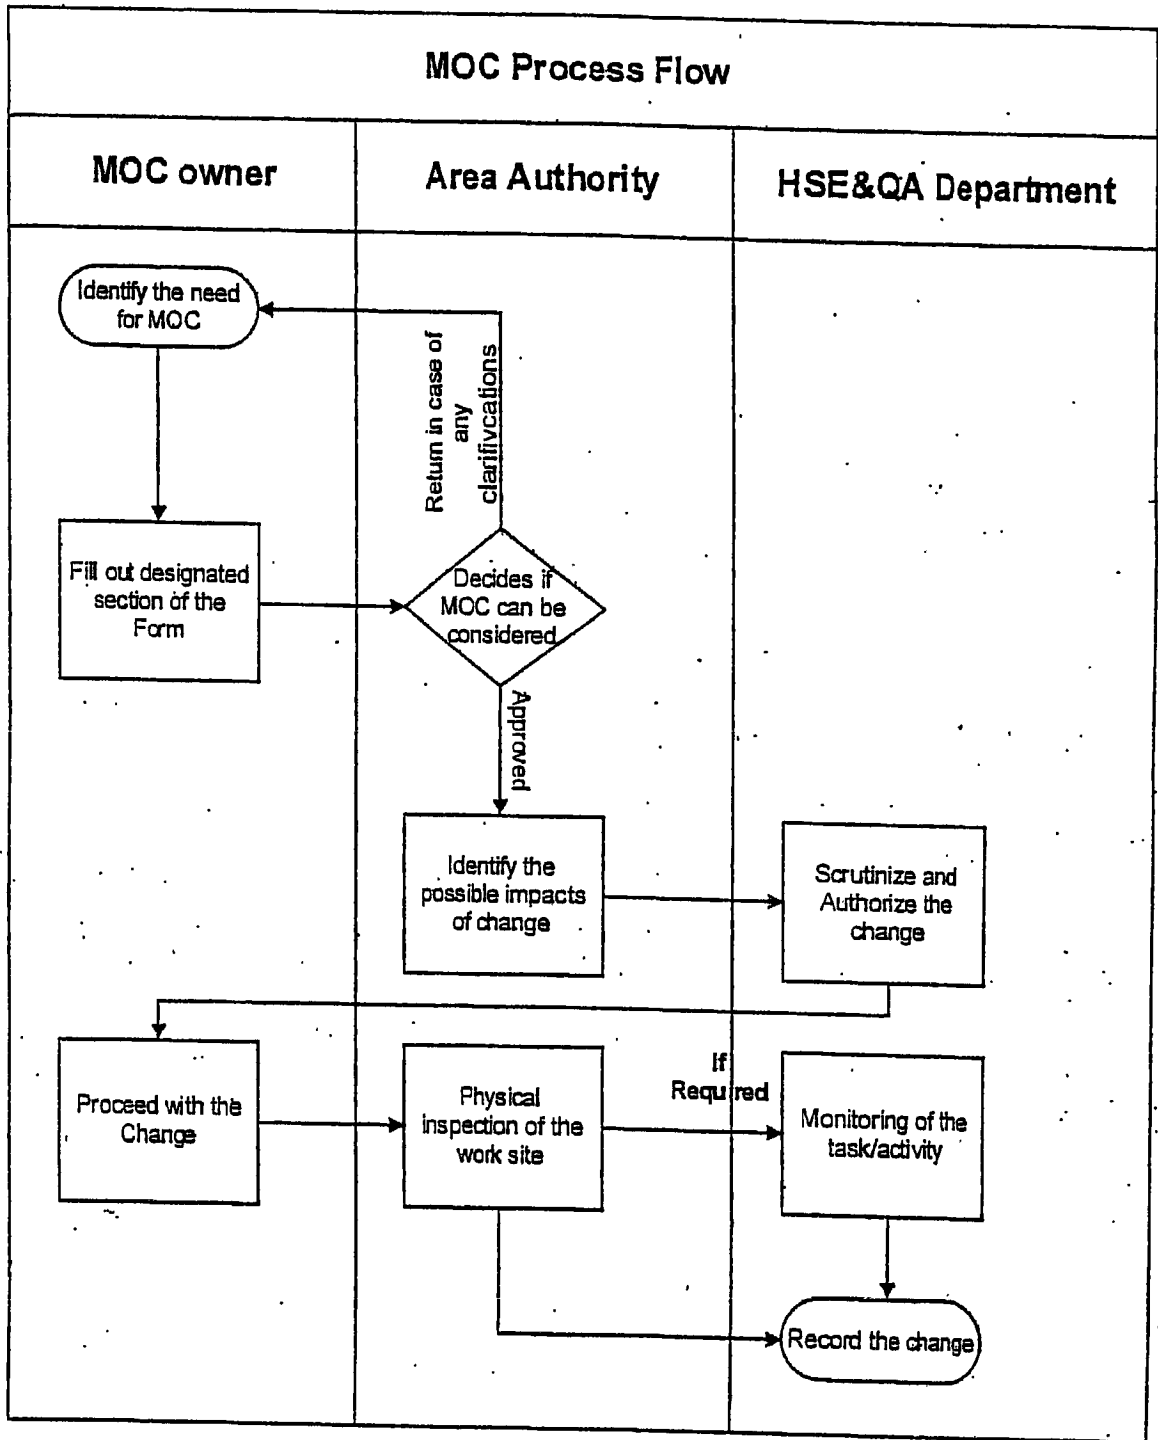 MOC Process Flow
MOC owner
Area Authority
HSE&QA Department
Identify the need
for MOC
Return in case of
any
clarifivcations
Fill out designated
section of the
Form
Decides if
MOC can be
considered
Approved
Identify the
possible impacts
of change
Scrutinize and
Authorize the
change
Proceed with the
Change
Physical
inspection of the
work site
If
Required
Monitoring of the
task/activity
Record the change